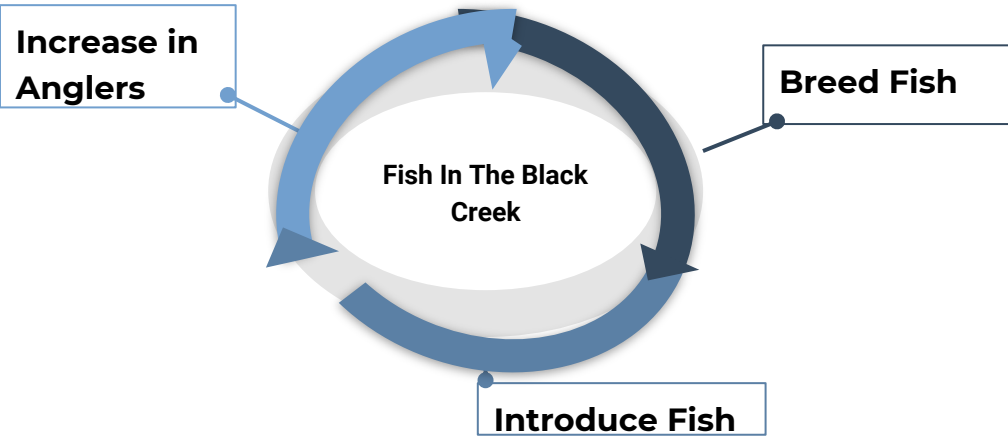 Increase in
Anglers
Breed Fish
Fish In The Black
Creek
Introduce Fish